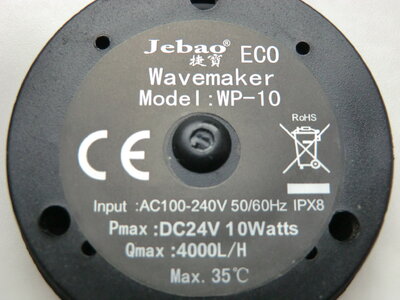 Jebao® ECO
捷寶
Wavemaker
Model:WP-10
RoHS
CE
Input :AC100-240V 50/60Hz IPX8
Pmax:DC24V 10Watts
Qmax:4000L/H
Max. 35℃